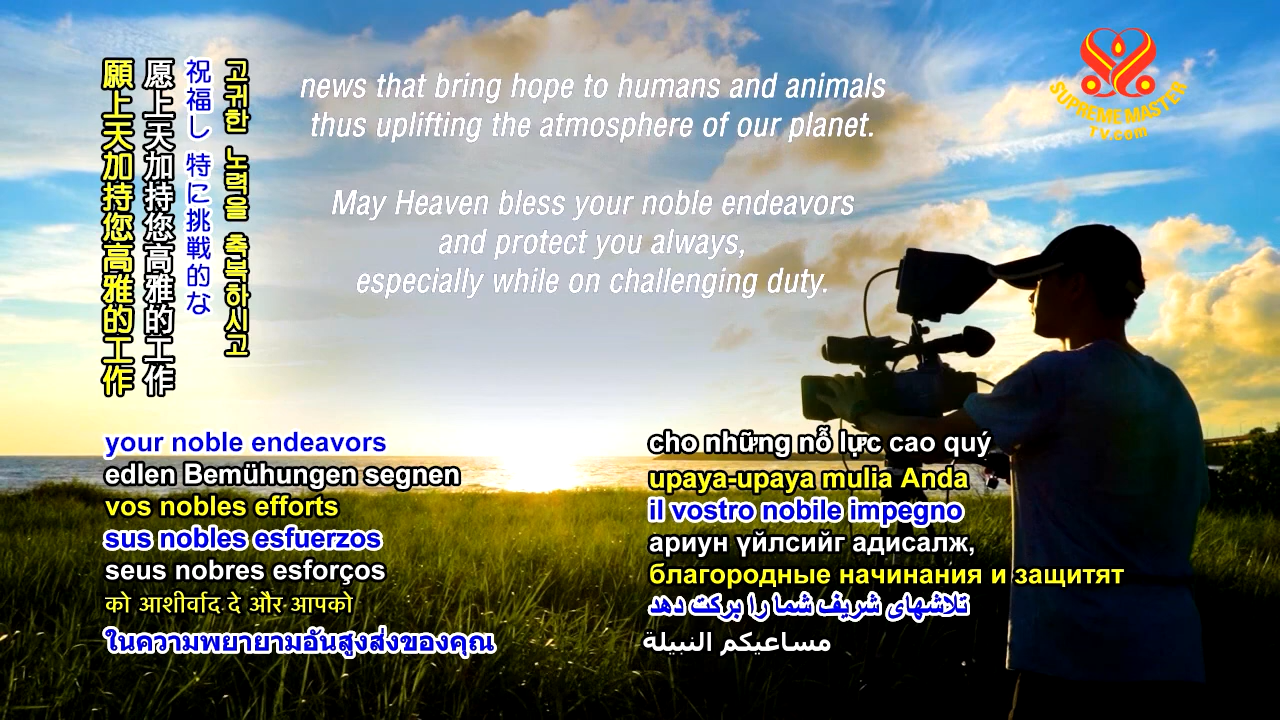 願上天加持您高雅的工作
愿上天加持您高雅的工作
祝福し 特に挑戦的な
고귀한 노력을 축복하시고
news that bring hope to humans and animals
thus uplifting the atmosphere of our planet.
May Heaven bless your noble endeavors
and protect you always,
especially while on challenging duty.
SUPREME MASTER
TV.com
your noble endeavors
edlen Bemühungen segnen
vos nobles efforts
sus nobles esfuerzos
seus nobres esforços
को आशीर्वाद दे और आपको
ในความพยายามอันสูงส่งของคุณ
cho những nỗ lực cao quý
upaya-upaya mulia Anda
il vostro nobile impegno
ариун үйлсийг адисалж,
благородные начинания и защитят
تلاشهای شریف شما را برکت دهد
مساعيكم النبيلة